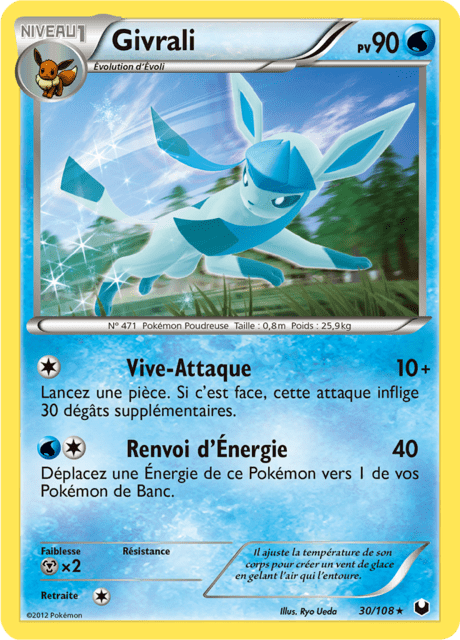 NIVEAU 1
Givrali
PV 90
Évolution d'Évoli
N° 471 Pokémon Poudreuse Taille : 0,8m Poids : 25,9kg
Vive-Attaque 10+
Lancez une pièce. Si c'est face, cette attaque inflige
30 dégâts supplémentaires.
Renvoi d'Énergie 40
Déplacez une Énergie de ce Pokémon vers 1 de vos
Pokémon de Banc.
Faiblesse Résistance
×2
Retraite
Il ajuste la température de son
corps pour créer un vent de glace
en gelant l'air qui l'entoure.
©2012 Pokémon
Illus. Ryo Ueda
30/108 ★